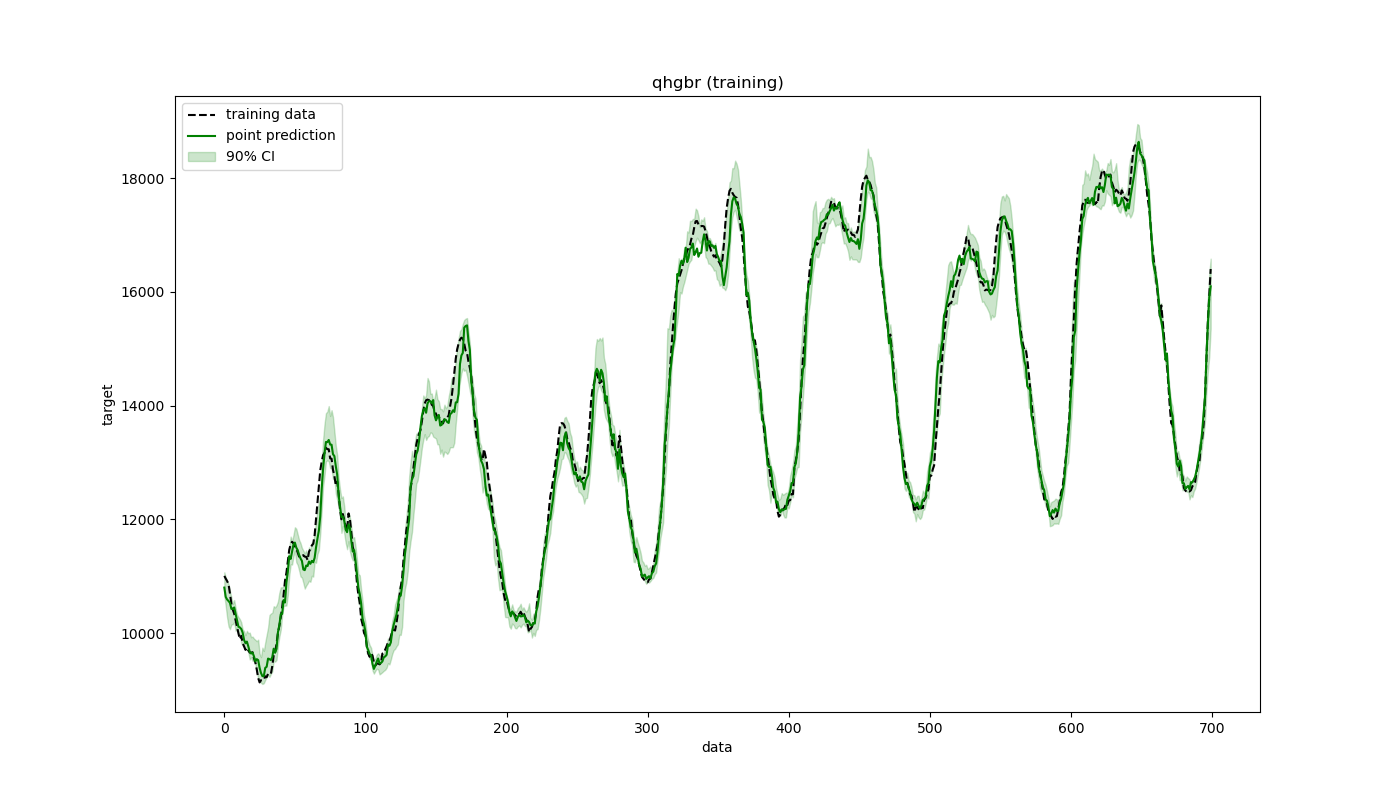 qhgbr (training)
training data
point prediction
90% CI
target
18000
16000
14000
12000
10000
0 100 200 300 400 500 600 700
data